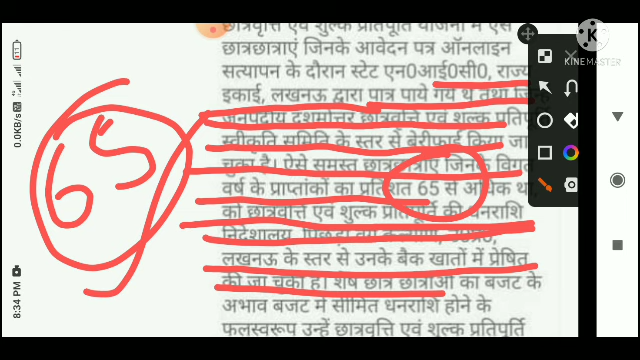 छात्रवृत्ति एवं शुल्क प्रतिपूर्ति योजना में ऐसे
छात्रछात्राएं जिनके आवेदन पत्र ऑनलाइन
सत्यापन के दौरान स्टेट एन0आई0सी0, राज्य
इकाई, लखनऊ द्वारा पात्र पाये गये थे तथा
जनपदीय दशमोत्तर छात्रवृत्ति एवं शुल्क
स्वीकृति समिति के स्तर से वेरीफाई किया जा
चुका है। ऐसे समस्त छात्रछात्रा जिनके विगत
वर्ष के प्राप्तांकों का प्रतिशत 65 से अधिक था,
को छात्रवृत्ति एवं शुल्क प्रतिपूर्ति की धनराशि
निदेशालय, पिछड़ा वर्ग कल्याण,
लखनऊ के स्तर से उनके बैंक खातों में प्रेषित
की जा चुकी है। शेष छात्र छात्राओं को बजट के
अभाव बजट में सीमित धनराशि होने के
फलस्वरूप उन्हें छात्रवृत्ति एवं शुल्क प्रतिपूर्ति
65
8:34 PM
0.0KB/s
KINEMASTER